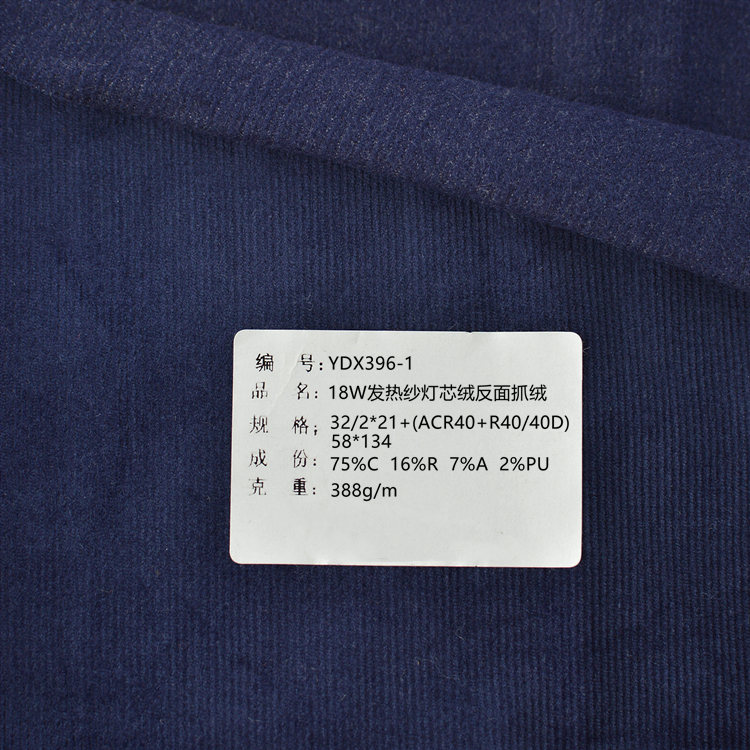 编 号:YDX396-1
品 名:18W发热纱灯芯绒反面抓绒
规 格;32/2*21+(ACR40+R40/40D)
58*134
成 份:75%C 16%R 7%A 2%PU
克 重:388g/m